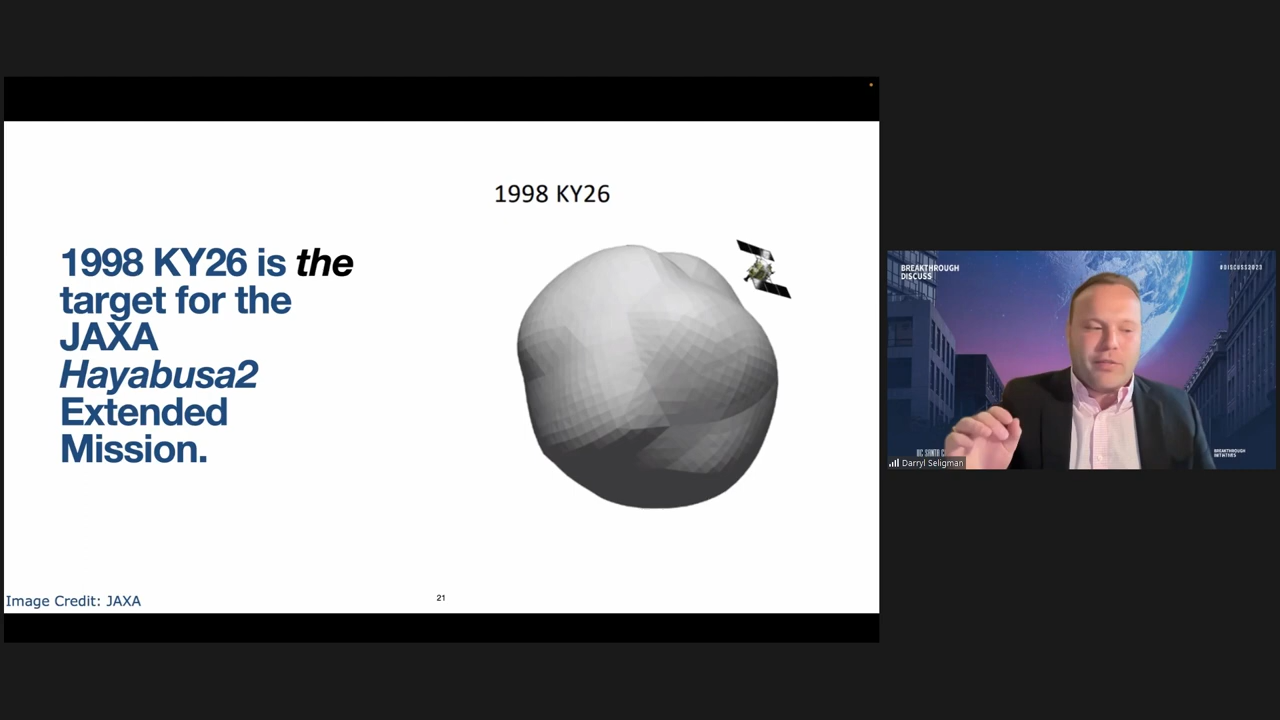 1998 KY26
1998 KY26 is the
target for the
JAXA
Hayabusa2
Extended
Mission.
Image Credit: JAXA
21
BREAKTHROUGH
DISCUSS
#DISCUSS2023
Darryl Seligman
BREAKTHROUGH
INITIATIVES